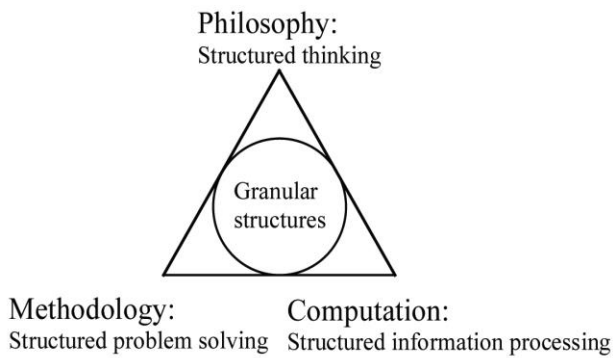 Philosophy:
Structured thinking
Granular
structures
Methodology:
Structured problem solving
Computation:
Structured information processing